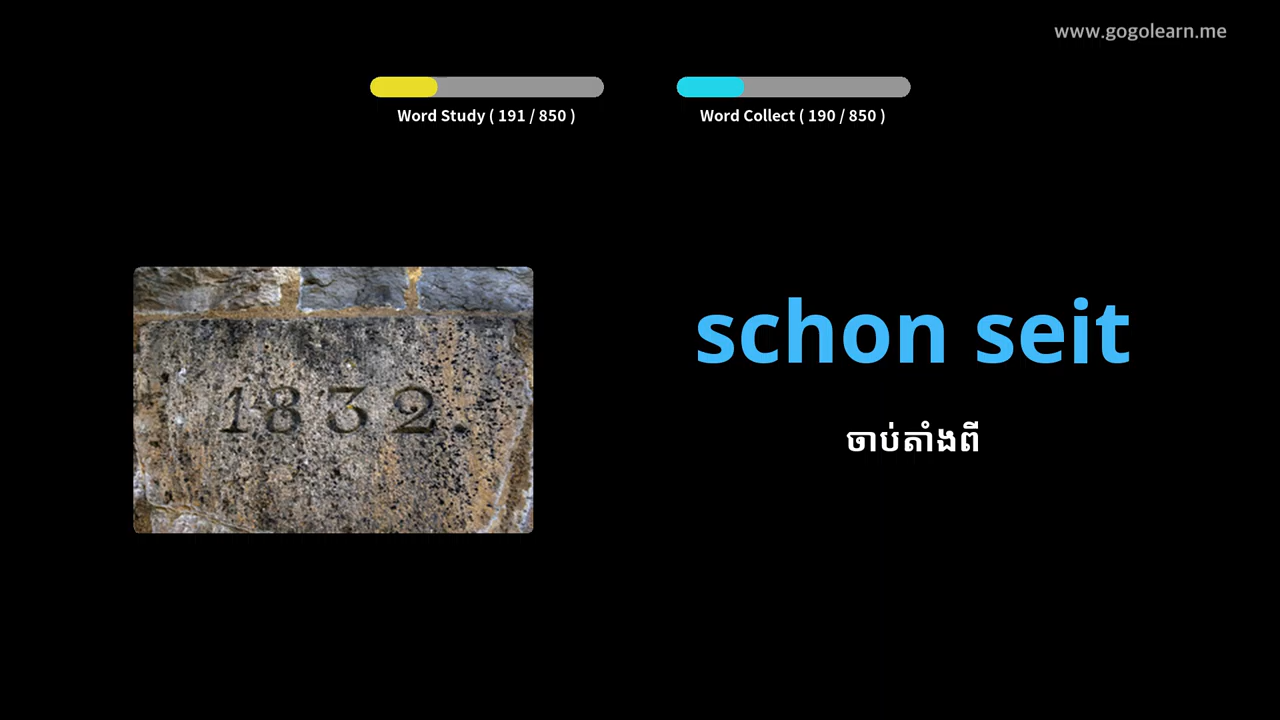 www.gogolearn.me
Word Study ( 191 / 850 )
Word Collect ( 190 / 850 )
1832.
schon seit
ចាប់តាំងពី